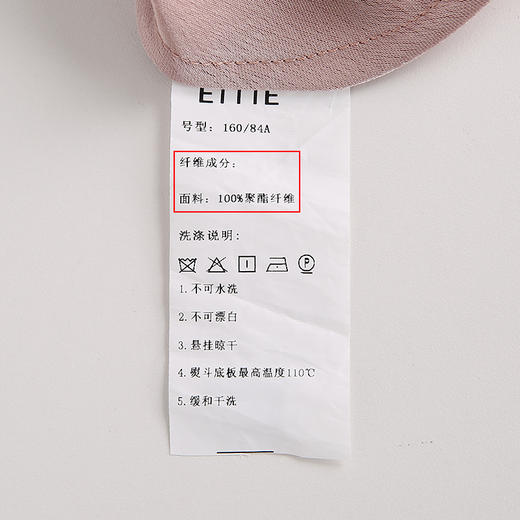 号型: 160/84A
纤维成分:
面料: 100%聚酯纤维
洗涤说明:
P
1.不可水洗
2.不可漂白
3.悬挂晾干
4.熨斗底板最高温度110℃
5.缓和干洗